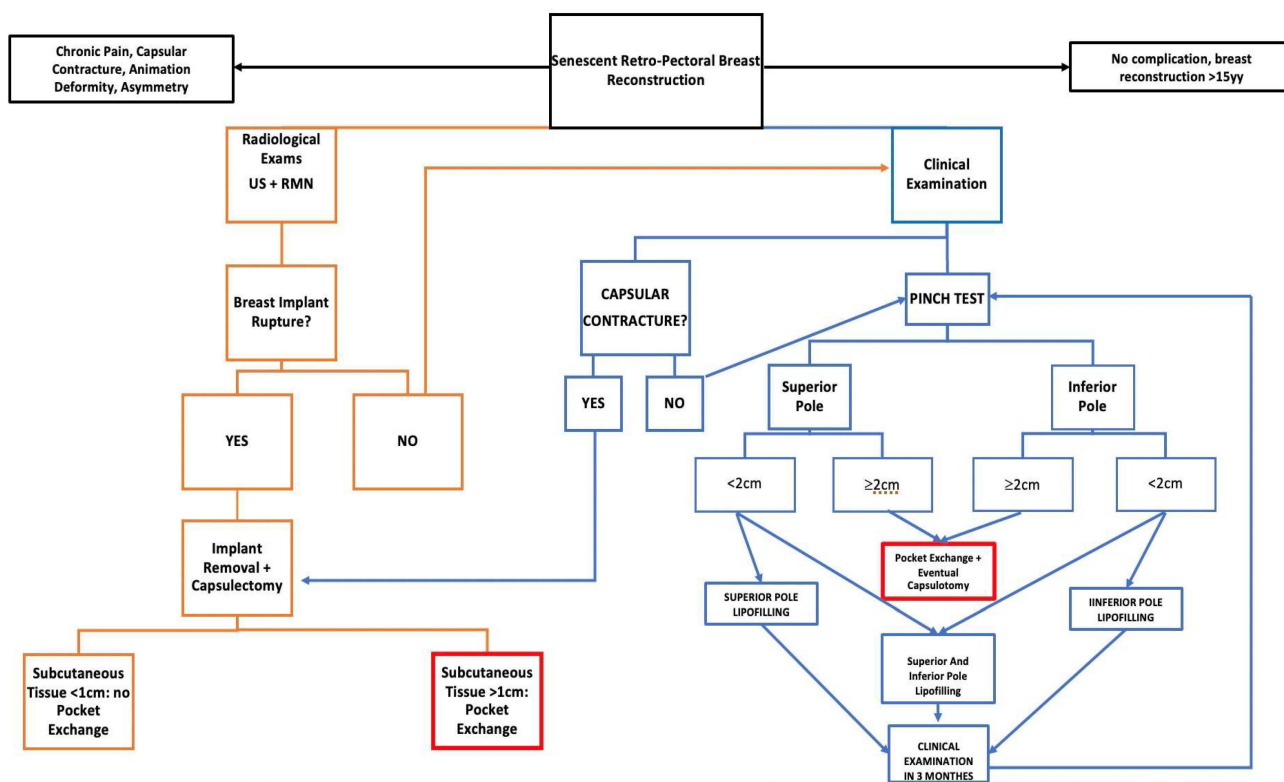 Chronic Pain, Capsular
Contracture, Animation
Deformity, Asymmetry
Senescent Retro-Pectoral Breast
Reconstruction
No complication, breast
reconstruction >15yy
Radiological
Exams
US + RMN
Clinical
Examination
Breast Implant
Rupture?
CAPSULAR
CONTRACTURE?
PINCH TEST
YES
NO
YES
NO
Superior
Pole
Inferior
Pole
<2cm
≥2cm
≥2cm
<2cm
Implant
Removal +
Capsulectomy
Pocket Exchange +
Eventual
Capsulotomy
SUPERIOR POLE
LIPOFILLING
IINFERIOR POLE
LIPOFILLING
Subcutaneous
Tissue <1cm: no
Pocket
Exchange
Subcutaneous
Tissue >1cm:
Pocket
Exchange
Superior And
Inferior Pole
Lipofilling
CLINICAL
EXAMINATION
IN 3 MONTHES